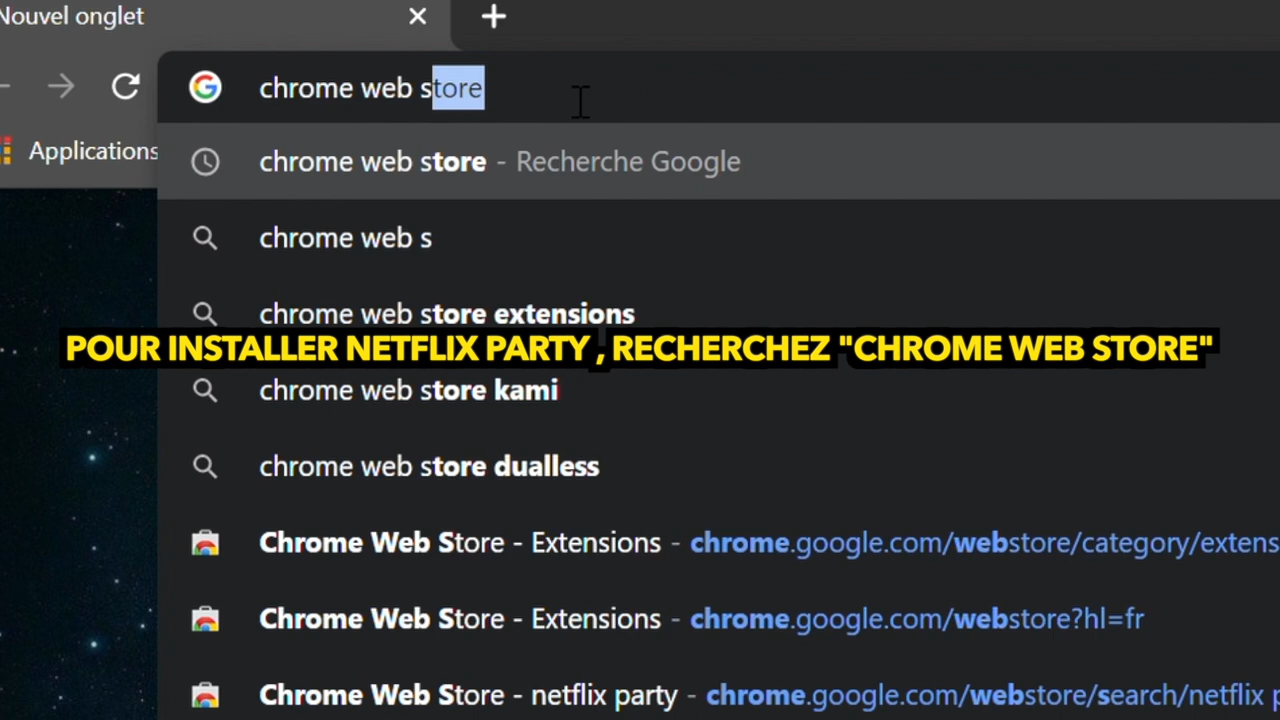 Nouvel onglet
chrome web store
Applications
chrome web store - Recherche Google
chrome web s
chrome web store extensions
POUR INSTALLER NETFLIX PARTY , RECHERCHEZ "CHROME WEB STORE"
chrome web store kami
chrome web store dualless
Chrome Web Store - Extensions - chrome.google.com/webstore/category/extens
Chrome Web Store - Extensions - chrome.google.com/webstore?hl=fr
Chrome Web Store - netflix party - chrome.google.com/webstore/search/netflix p